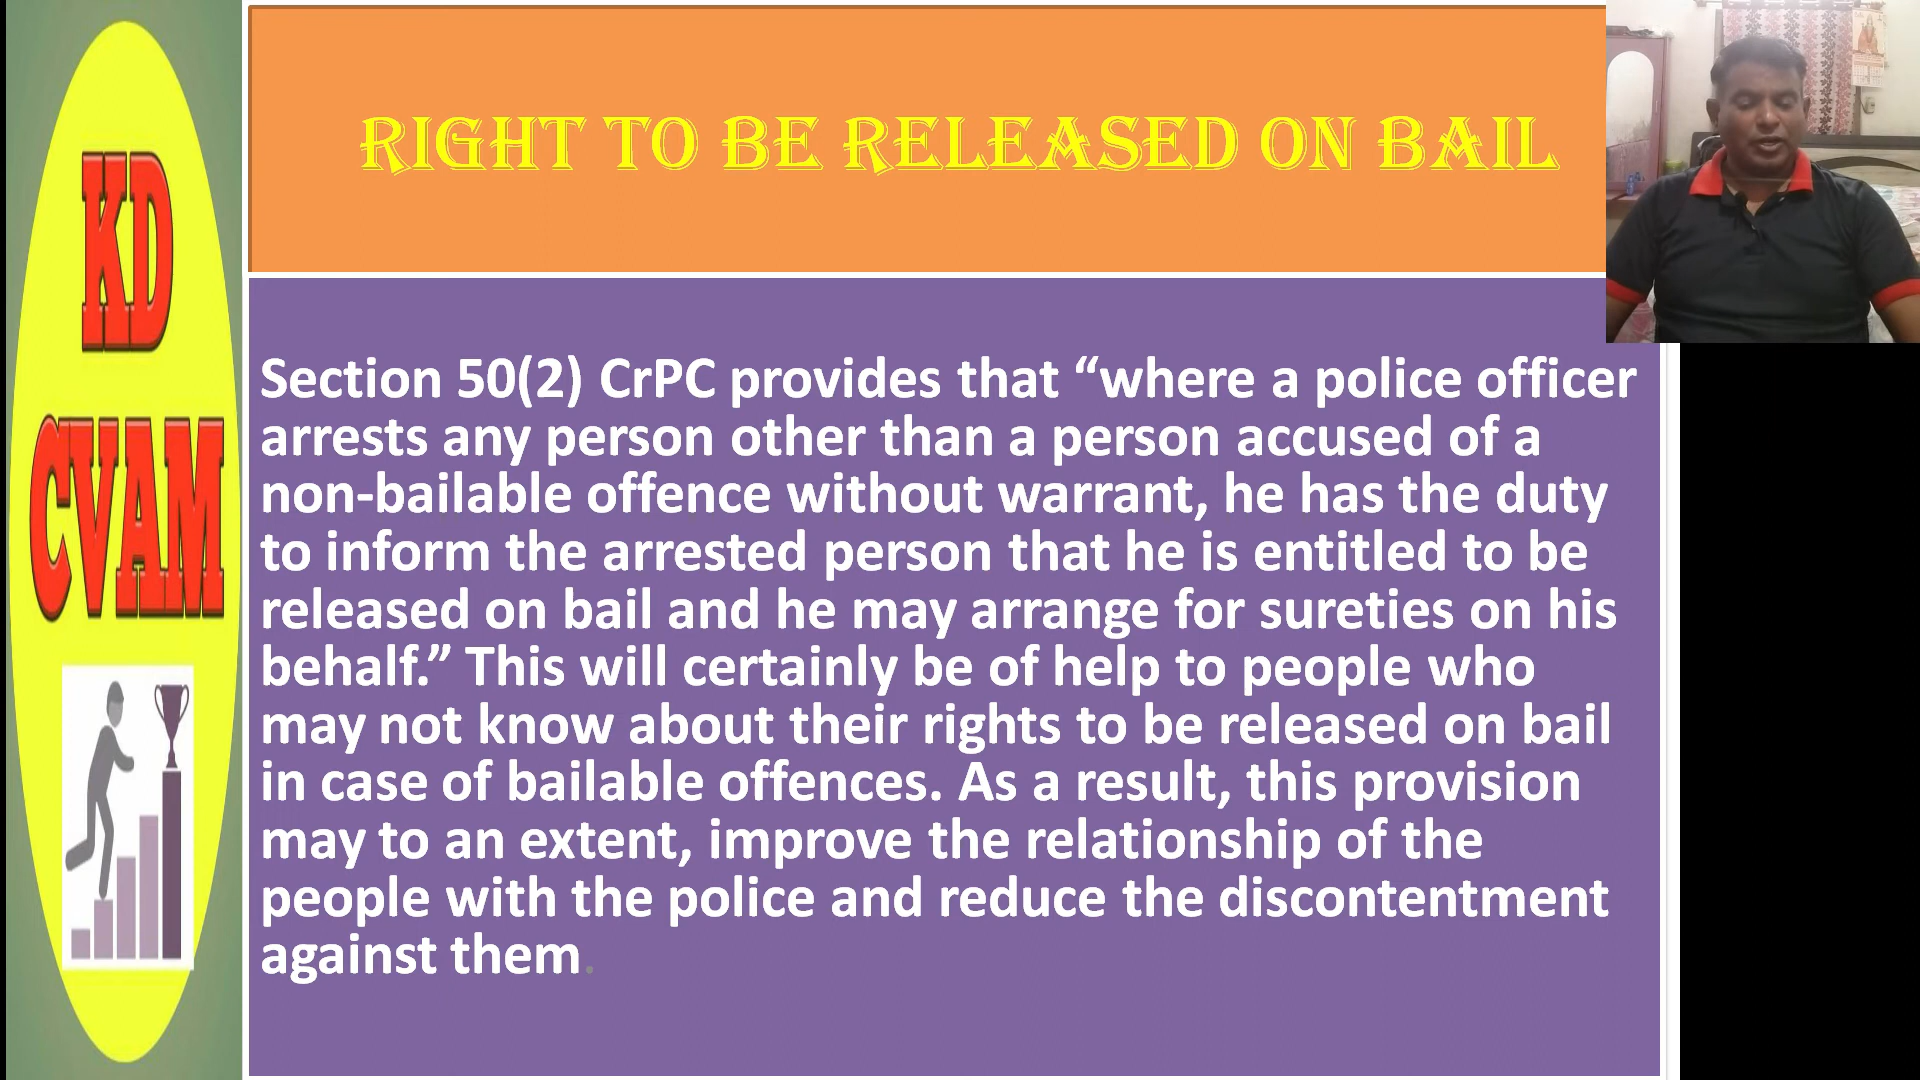 KD
CVAM
RIGHT TO BE RELEASED ON BAIL
Section 50(2) CrPC provides that “where a police officer
arrests any person other than a person accused of a
non-bailable offence without warrant, he has the duty
to inform the arrested person that he is entitled to be
released on bail and he may arrange for sureties on his
behalf.” This will certainly be of help to people who
may not know about their rights to be released on bail
in case of bailable offences. As a result, this provision
may to an extent, improve the relationship of the
people with the police and reduce the discontentment
against them.